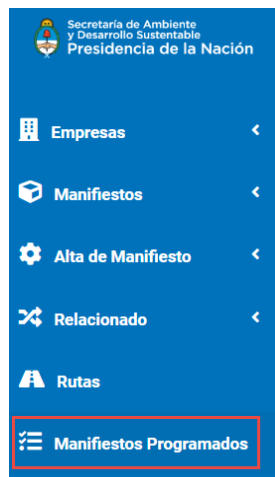 Secretaría de Ambiente
y Desarrollo Sustentable
Presidencia de la Nación
Empresas
Manifiestos
Alta de Manifiesto
Relacionado
Rutas
Manifiestos Programados